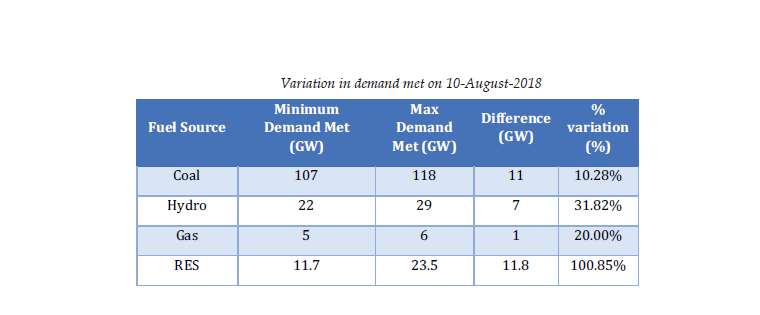 Variation in demand met on 10-August-2018
Fuel Source Minimum Demand Met (GW) Max Demand Met (GW) Difference (GW) % variation (%)
Coal 107 118 11 10.28%
Hydro 22 29 7 31.82%
Gas 5 6 1 20.00%
RES 11.7 23.5 11.8 100.85%